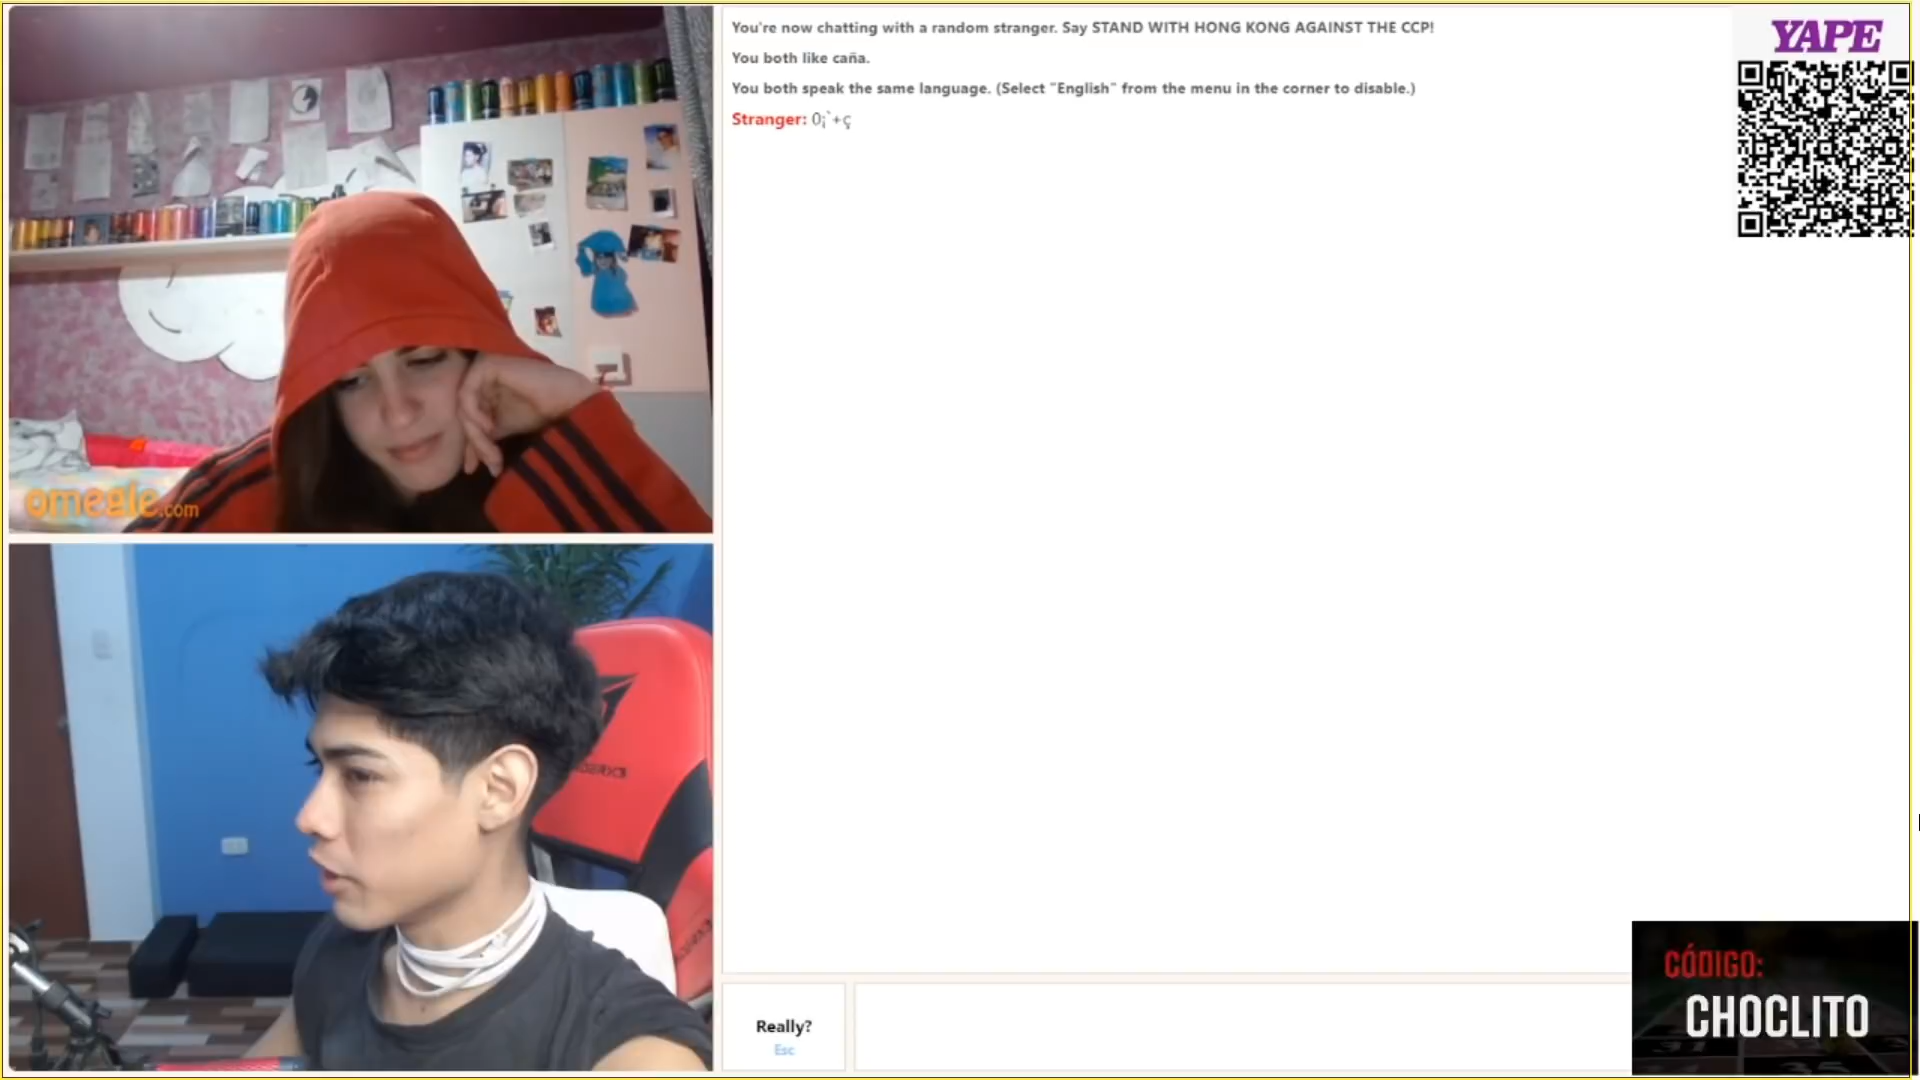 You're now chatting with a random stranger. Say STAND WITH HONG KONG AGAINST THE CCP!
You both like caña.
You both speak the same language. (Select "English" from the menu in the corner to disable.)
Stranger: 0¡`+ç
YAPE
omegle.com
Really?
Esc
CÓDIGO:
CHOCLITO